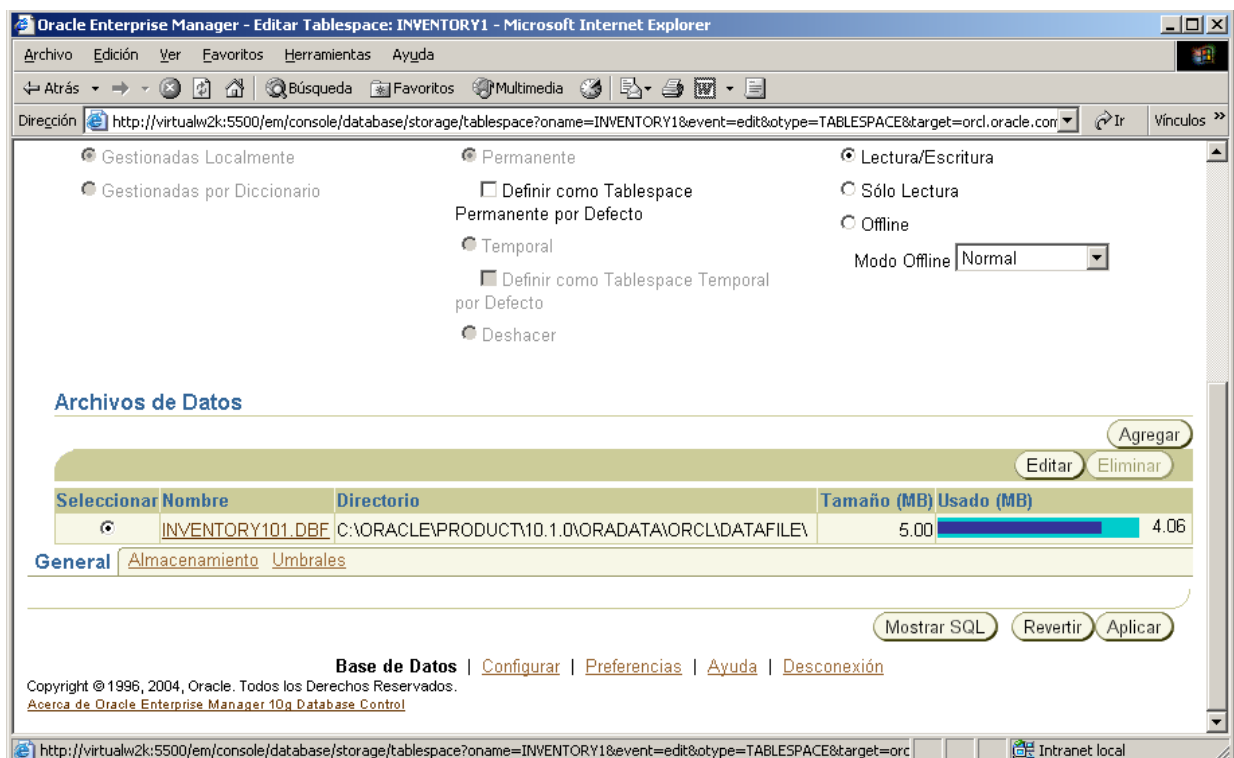 Oracle Enterprise Manager - Editar Tablespace: INVENTORY1 - Microsoft Internet Explorer
Archivo Edición Ver Favoritos Herramientas Ayuda
Atrás Búsqueda Favoritos Multimedia
Dirección http://virtualw2k:5500/em/console/database/storage/tablespace?oname=INVENTORY1&event=edit&otype=TABLESPACE&target=orcl.oracle.com Ir Vínculos »
Gestionadas Localmente Permanente Lectura/Escritura
Gestionadas por Diccionario Definir como Tablespace Sólo Lectura
Permanente por Defecto
Offline
Temporal
Modo Offline Normal
Definir como Tablespace Temporal
por Defecto
Deshacer
Archivos de Datos
Agregar
Editar Eliminar
Seleccionar Nombre Directorio Tamaño (MB) Usado (MB)
INVENTORY101.DBF C:\ORACLE\PRODUCT\10.1.0\ORADATA\ORCL\DATAFILE\ 5.00 4.06
General Almacenamiento Umbrales
Mostrar SQL Revertir Aplicar
Base de Datos | Configurar | Preferencias | Ayuda | Desconexión
Copyright © 1996, 2004, Oracle. Todos los Derechos Reservados.
Acerca de Oracle Enterprise Manager 10g Database Control
http://virtualw2k:5500/em/console/database/storage/tablespace?oname=INVENTORY1&event=edit&otype=TABLESPACE&target=orc Intranet local